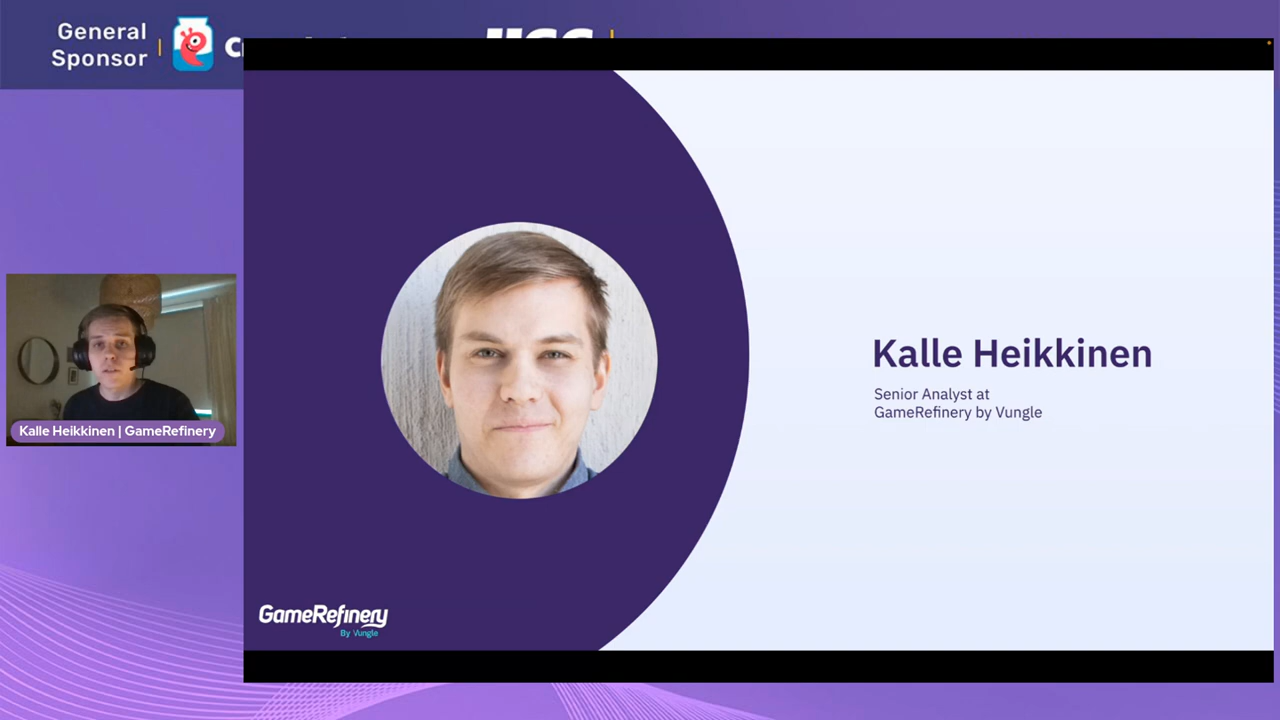 General
Sponsor
Kalle Heikkinen
Senior Analyst at
GameRefinery by Vungle
Kalle Heikkinen | GameRefinery
GameRefinery
By Vungle